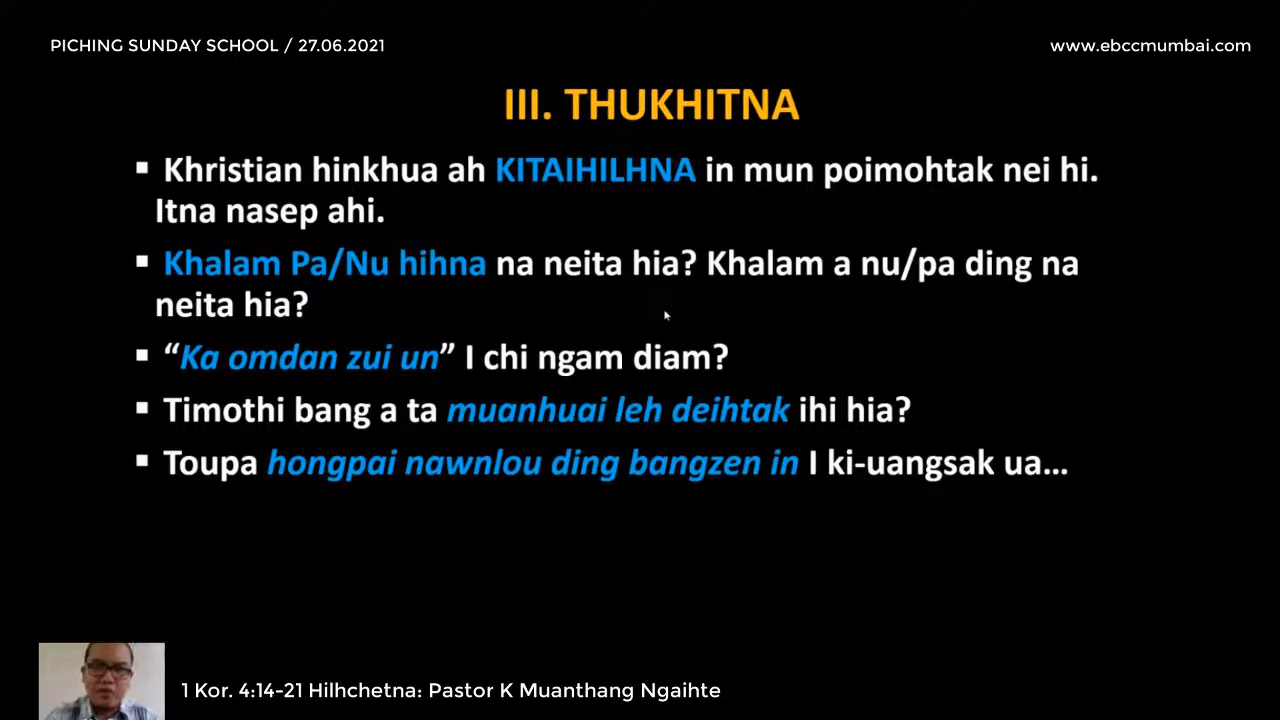 PICHING SUNDAY SCHOOL / 27.06.2021
www.ebccmumbai.com
III. THUKHITNA
▪ Khristian hinkhua ah KITAIHILHNA in mun poimohtak nei hi.
Itna nasep ahi.
▪ Khalam Pa/Nu hihna na neita hia? Khalam a nu/pa ding na
neita hia?
▪ “Ka omdan zui un” I chi ngam diam?
▪ Timothi bang a ta muanhuai leh deihtak ihi hia?
▪ Toupa hongpai nawnlou ding bangzen in I ki-uangsak ua…
1 Kor. 4:14-21 Hilhchetna: Pastor K Muanthang Ngaihte